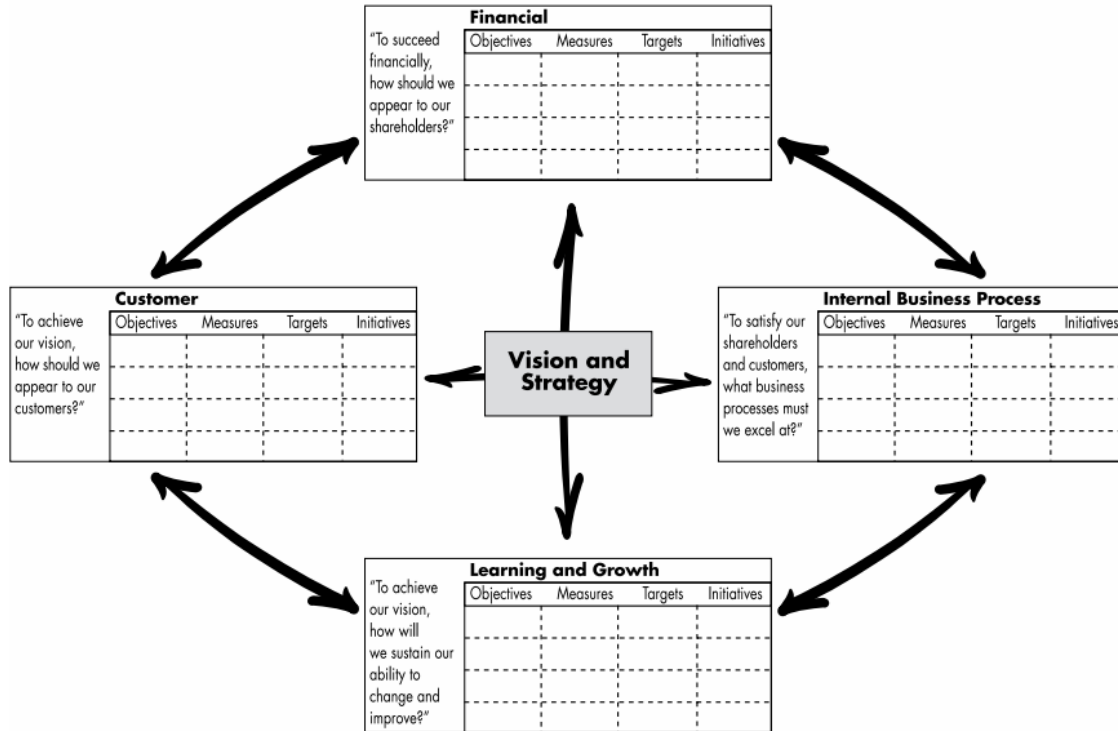 Financial
“To succeed
financially,
how should we
appear to our
shareholders?”
Objectives Measures Targets Initiatives
Customer
“To achieve
our vision,
how should we
appear to our
customers?”
Objectives Measures Targets Initiatives
Vision and
Strategy
Internal Business Process
“To satisfy our
shareholders
and customers,
what business
processes must
we excel at?”
Objectives Measures Targets Initiatives
Learning and Growth
“To achieve
our vision,
how will
we sustain our
ability to
change and
improve?”
Objectives Measures Targets Initiatives